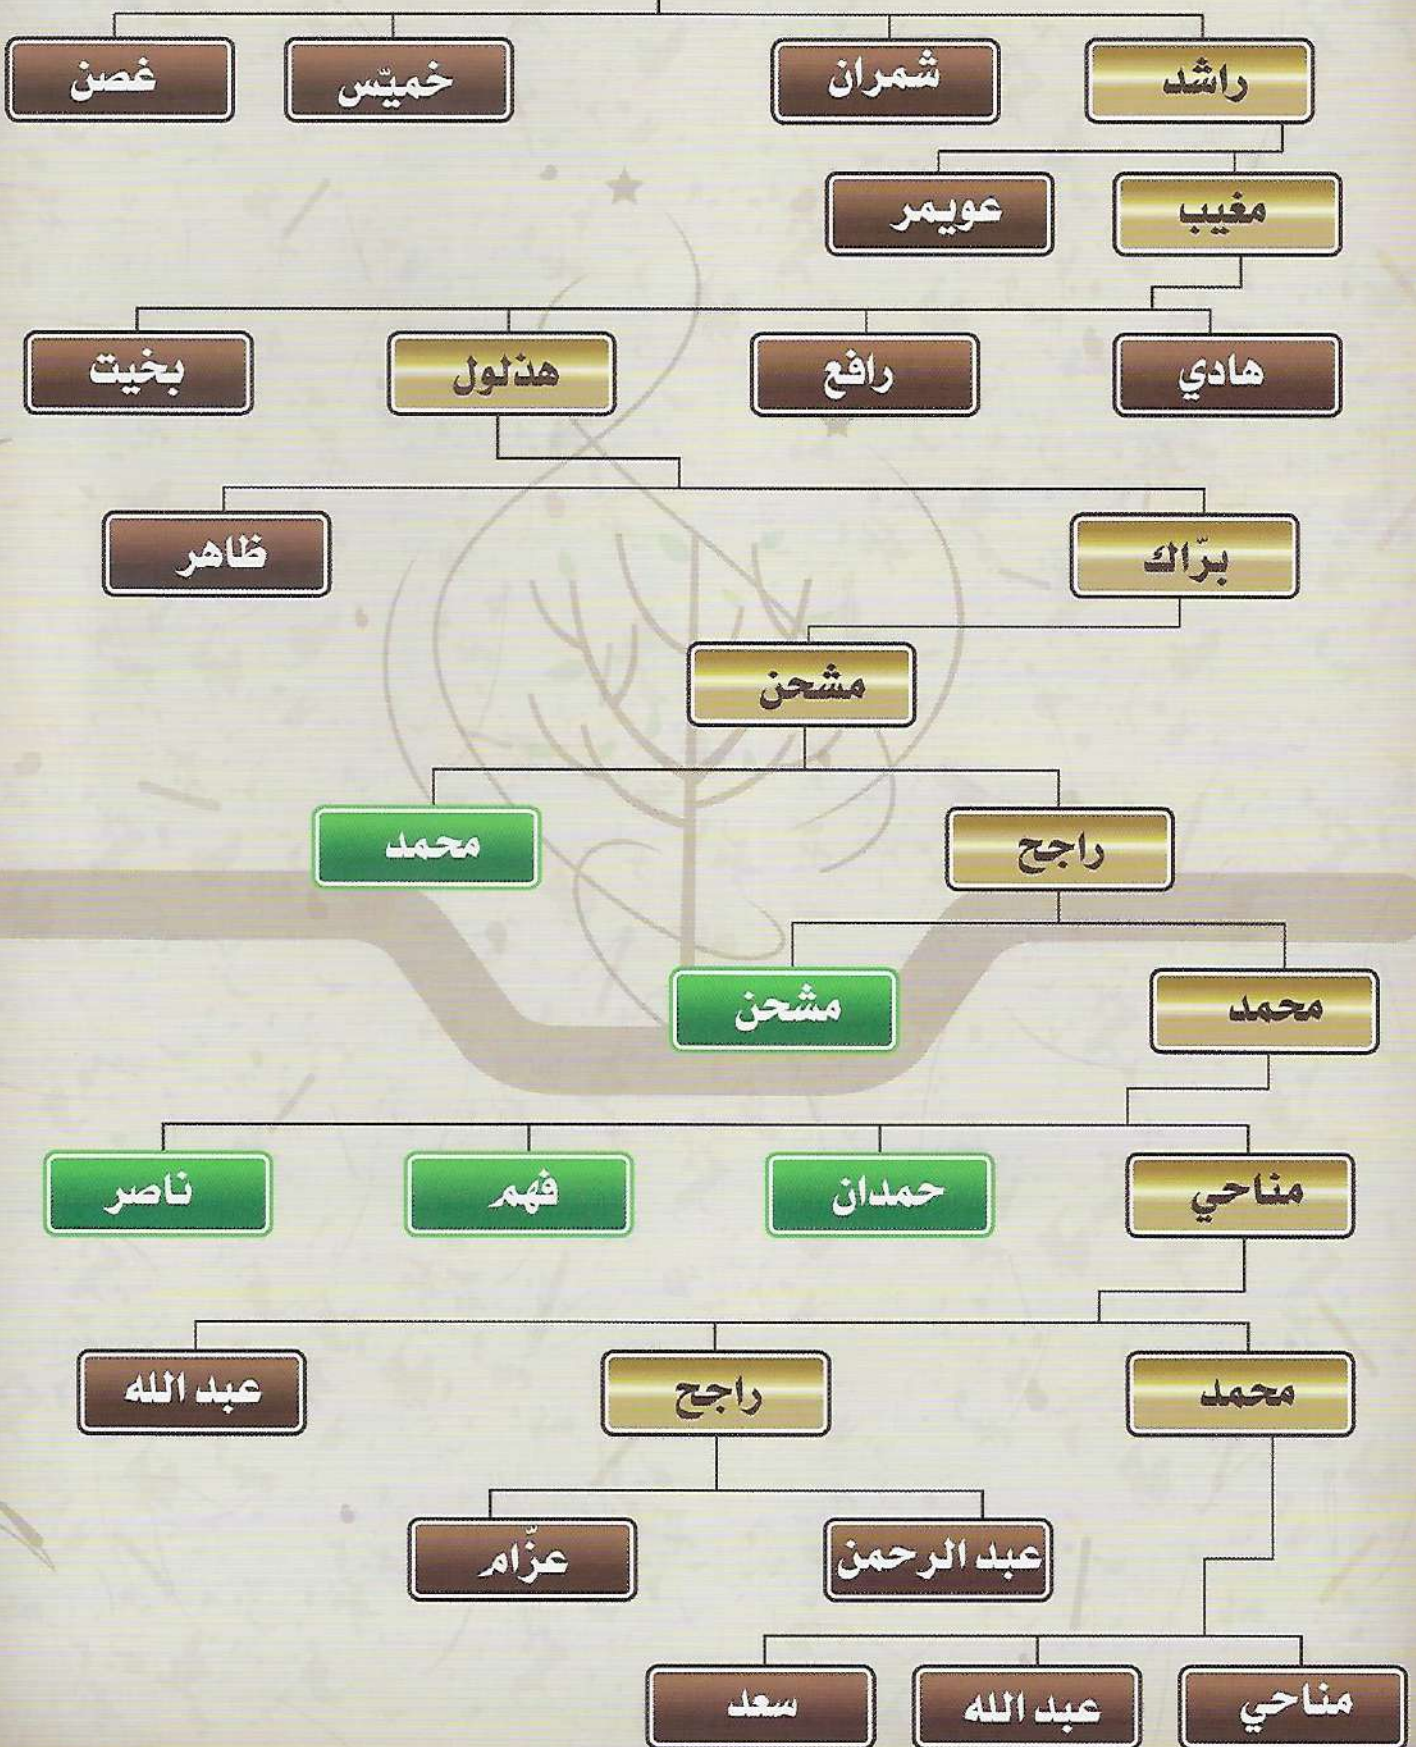 راشد شمران خميّس غصن
مغيب عويمر
هادي رافع هذلول بخيت
برّاك ظاهر
مشحن
راجح محمد
محمد مشحن
مناحي حمدان فهم ناصر
محمد راجح عبد الله
عبد الرحمن عزّام
مناحي عبد الله سعد